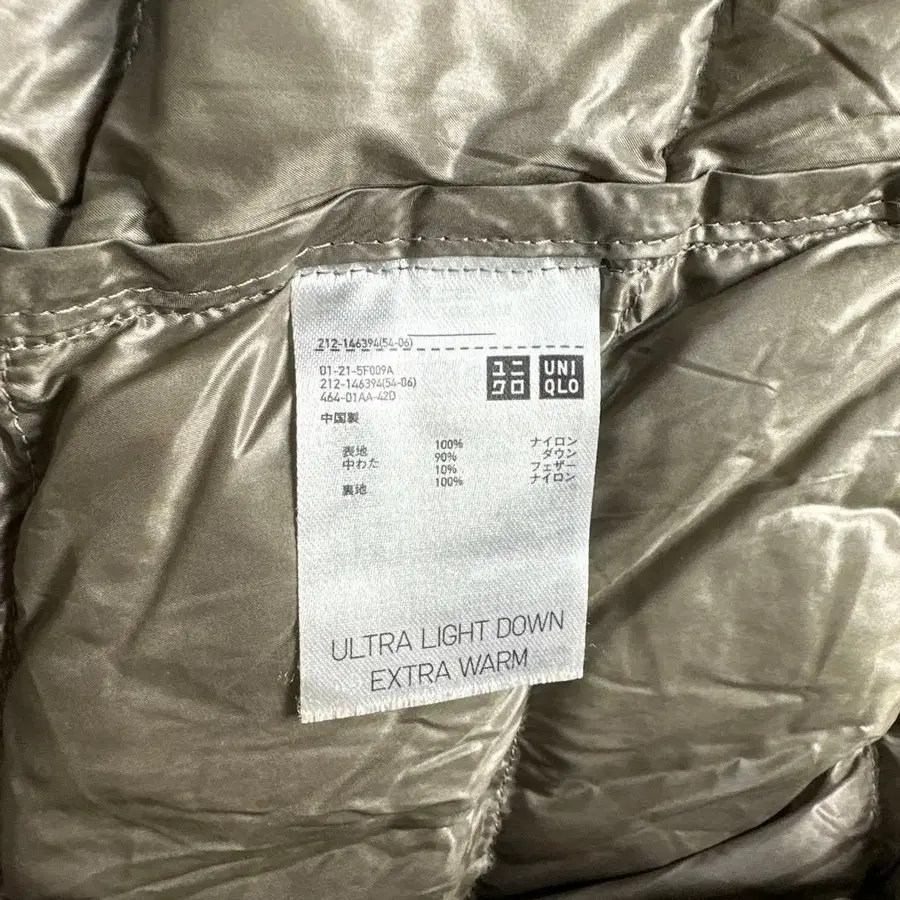 212-146394(54-06)
01-21-5F009A
212-146394(54-06)
464-01AA-42D
ユニ
クロ
UNI
QLO
中国製
表地 100% ナイロン
中わた 90% ダウン
10% フェザー
裏地 100% ナイロン
ULTRA LIGHT DOWN
EXTRA WARM